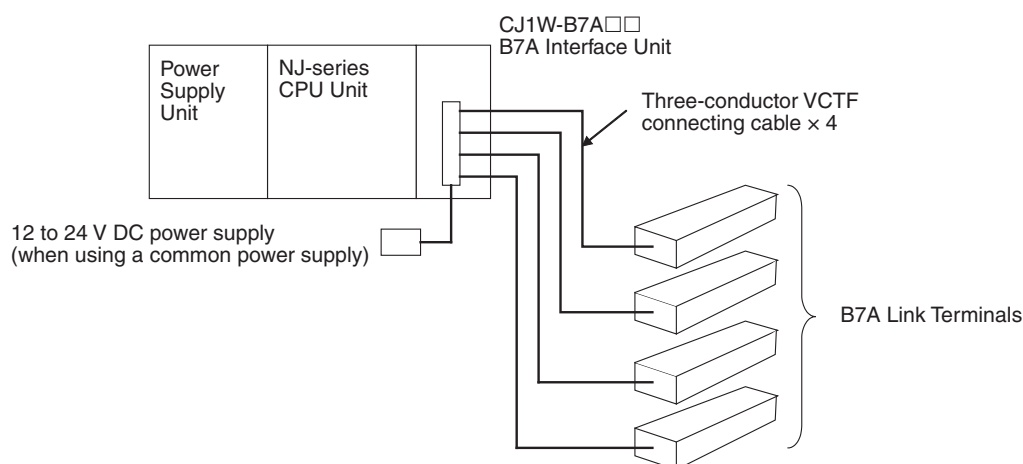 CJ1W-B7A□□
B7A Interface Unit
Power
Supply
Unit
NJ-series
CPU Unit
Three-conductor VCTF
connecting cable × 4
12 to 24 V DC power supply
(when using a common power supply)
B7A Link Terminals